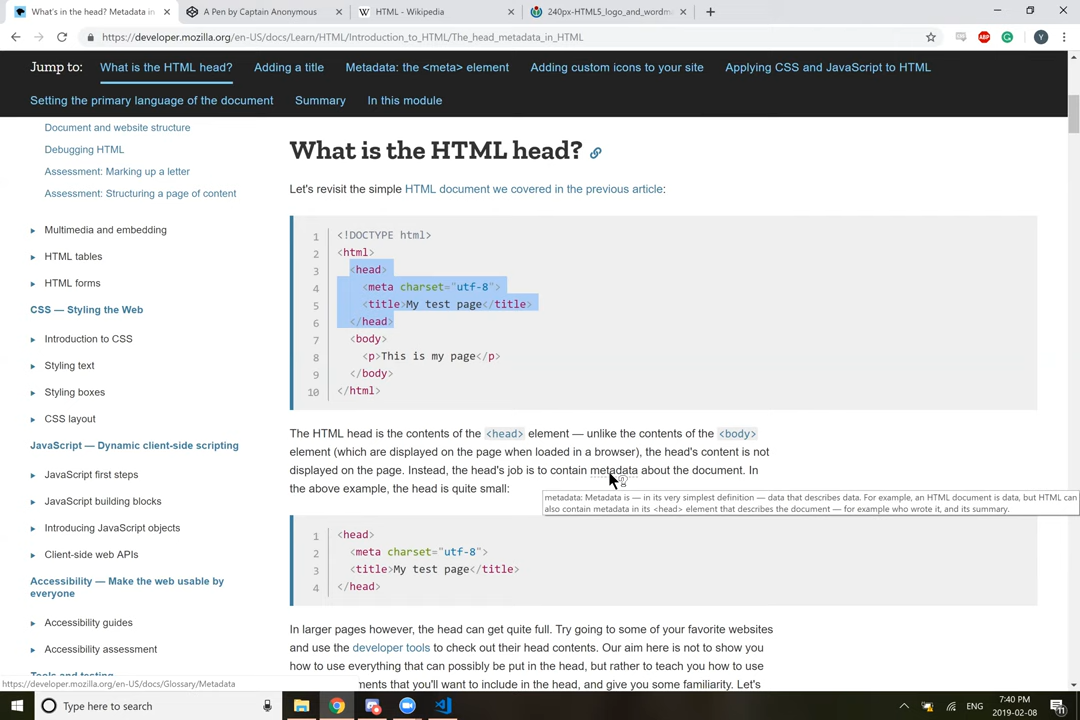 What's in the head? Metadata in
A Pen by Captain Anonymous
HTML - Wikipedia
240px-HTML5_logo_and_wordma
https://developer.mozilla.org/en-US/docs/Learn/HTML/Introduction_to_HTML/The_head_metadata_in_HTML
ABP
G
Y
Jump to:
What is the HTML head?
Adding a title
Metadata: the <meta> element
Adding custom icons to your site
Applying CSS and JavaScript to HTML
Setting the primary language of the document
Summary
In this module
Document and website structure
Debugging HTML
Assessment: Marking up a letter
Assessment: Structuring a page of content
Multimedia and embedding
HTML tables
HTML forms
CSS — Styling the Web
Introduction to CSS
Styling text
Styling boxes
CSS layout
JavaScript — Dynamic client-side scripting
JavaScript first steps
JavaScript building blocks
Introducing JavaScript objects
Client-side web APIs
Accessibility — Make the web usable by
everyone
Accessibility guides
Accessibility assessment
Tools and testing
What is the HTML head?
Let's revisit the simple HTML document we covered in the previous article:
1 <!DOCTYPE html>
2 <html>
3 <head>
4 <meta charset="utf-8">
5 <title>My test page</title>
6 </head>
7 <body>
8 <p>This is my page</p>
9 </body>
10 </html>
The HTML head is the contents of the <head> element — unlike the contents of the <body>
element (which are displayed on the page when loaded in a browser), the head's content is not
displayed on the page. Instead, the head's job is to contain metadata about the document. In
the above example, the head is quite small:
metadata: Metadata is — in its very simplest definition — data that describes data. For example, an HTML document is data, but HTML can
also contain metadata in its <head> element that describes the document — for example who wrote it, and its summary.
1 <head>
2 <meta charset="utf-8">
3 <title>My test page</title>
4 </head>
In larger pages however, the head can get quite full. Try going to some of your favorite websites
and use the developer tools to check out their head contents. Our aim here is not to show you
how to use everything that can possibly be put in the head, but rather to teach you how to use
ments that you'll want to include in the head, and give you some familiarity. Let's
https://developer.mozilla.org/en-US/docs/Glossary/Metadata
Type here to search
ENG
7:40 PM
2019-02-08
11